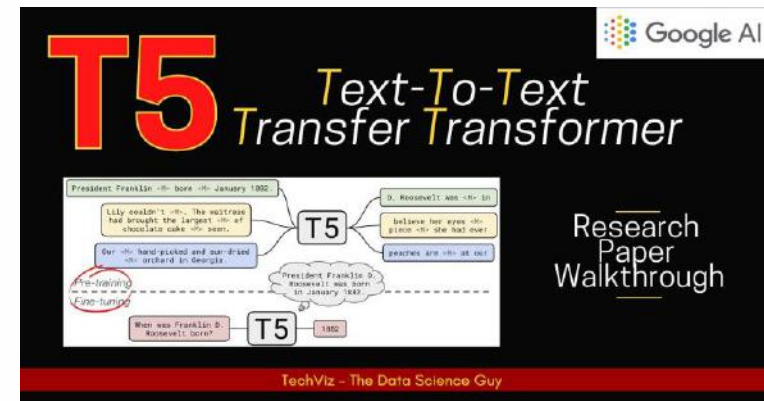 Google AI
T5
Text-To-Text
Transfer Transformer
President Franklin <M> born <M> January 1882.
Lily couldn't <M>. The waitress
had brought the largest <M> of
chocolate cake <M> seen.
Our <M> hand-picked and sun-dried
<M> orchard in Georgia.
T5
D. Roosevelt was <M> in
believe her eyes <M>
piece <M> she had ever
peaches are <M> at our
Pre-training
Fine-tuning
President Franklin D.
Roosevelt was born
in January 1882.
When was Franklin D.
Roosevelt born?
T5
1882
Research
Paper
Walkthrough
TechViz - The Data Science Guy